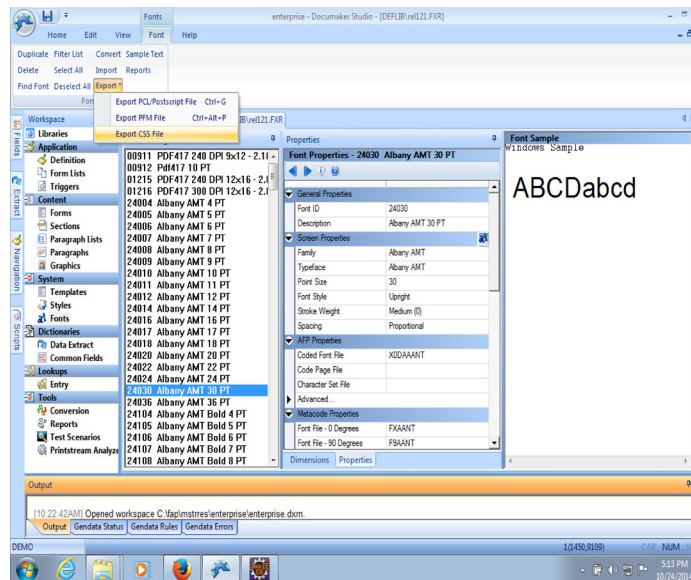 Fonts
enterprise - Documaker Studio - [DEFLIB\rel121.FXR]
Home Edit View Font Help
Duplicate Filter List Convert Sample Text
Delete Select All Import Reports
Find Font Deselect All Export
Export PCL/Postscript File Ctrl+G
Export PFM File Ctrl+Alt+P
Export CSS File
Workspace
Libraries
Application
Definition
Form Lists
Triggers
Content
Forms
Sections
Paragraph Lists
Paragraphs
Graphics
System
Templates
Styles
Fonts
Dictionaries
Data Extract
Common Fields
Lookups
Entry
Tools
Conversion
Reports
Test Scenarios
Printstream Analyze
Fields
Extract
Navigation
Scripts
IB\rel121.FXR
00911 PDF417 240 DPI 9x12 - 2.1
00912 Pdf417 10 PT
01215 PDF417 240 DPI 12x16 - 2.
01216 PDF417 300 DPI 12x16 - 2.
24004 Albany AMT 4 PT
24005 Albany AMT 5 PT
24006 Albany AMT 6 PT
24007 Albany AMT 7 PT
24008 Albany AMT 8 PT
24009 Albany AMT 9 PT
24010 Albany AMT 10 PT
24011 Albany AMT 11 PT
24012 Albany AMT 12 PT
24014 Albany AMT 14 PT
24016 Albany AMT 16 PT
24017 Albany AMT 17 PT
24018 Albany AMT 18 PT
24020 Albany AMT 20 PT
24022 Albany AMT 22 PT
24024 Albany AMT 24 PT
24030 Albany AMT 30 PT
24036 Albany AMT 36 PT
24104 Albany AMT Bold 4 PT
24105 Albany AMT Bold 5 PT
24106 Albany AMT Bold 6 PT
24107 Albany AMT Bold 7 PT
24108 Albany AMT Bold 8 PT
Properties
Font Properties - 24030 Albany AMT 30 PT
General Properties
Font ID 24030
Description Albany AMT 30 PT
Screen Properties
Family Albany AMT
Typeface Albany AMT
Point Size 30
Font Style Upright
Stroke Weight Medium (0)
Spacing Proportional
AFP Properties
Coded Font File X0DAAANT
Code Page File
Character Set File
Advanced...
Metacode Properties
Font File - 0 Degrees FXAANT
Font File - 90 Degrees F9AANT
Dimensions Properties
Font Sample
Windows Sample
ABCDabcd
Output
[10:22:42AM] Opened workspace C:\fap\mstrres\enterprise\enterprise.dxm.
Output Gendata Status Gendata Rules Gendata Errors
DEMO
1(1450,9109) CAP NUM
5:13 PM